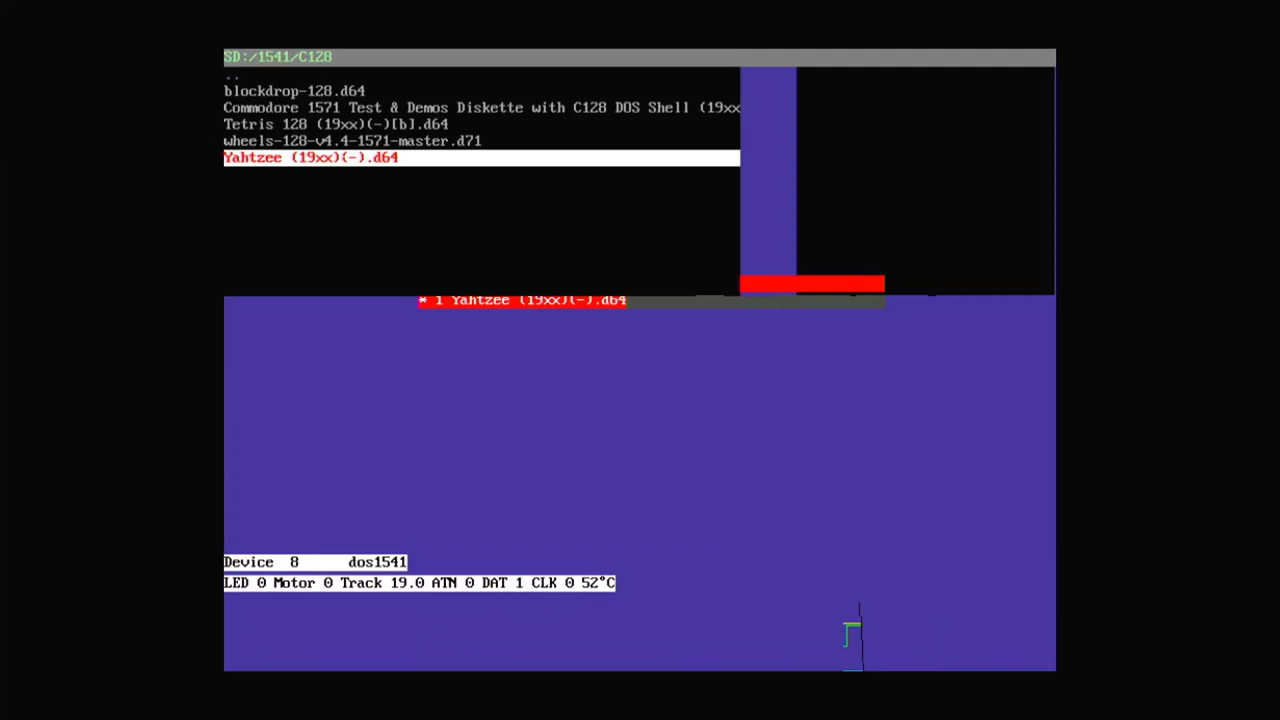 SD:/1541/C128
..
blockdrop-128.d64
Commodore 1571 Test & Demos Diskette with C128 DOS Shell (19xx
Tetris 128 (19xx)(-)[b].d64
wheels-128-v4.4-1571-master.d71
Yahtzee (19xx)(-).d64
* 1 Yahtzee (19xx)(-).d64
Device 8 dos1541
LED 0 Motor 0 Track 19.0 ATN 0 DAT 1 CLK 0 52°C